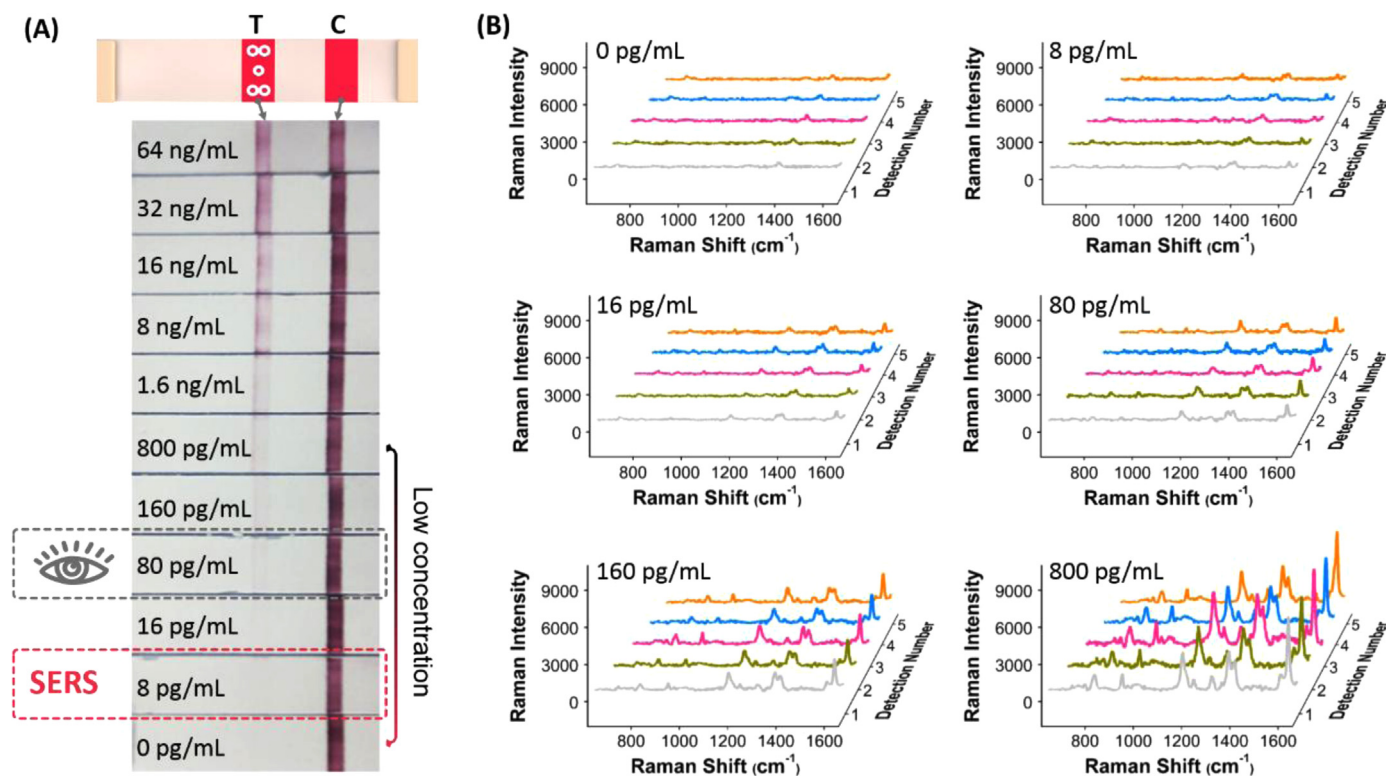 (A)
T C
64 ng/mL
32 ng/mL
16 ng/mL
8 ng/mL
1.6 ng/mL
800 pg/mL
160 pg/mL
80 pg/mL
16 pg/mL
SERS
8 pg/mL
0 pg/mL
Low concentration
(B)
0 pg/mL
Raman Intensity
9000
6000
3000
0
800 1000 1200 1400 1600
Raman Shift (cm⁻¹)
1 2 3 4 5
Detection Number
8 pg/mL
Raman Intensity
9000
6000
3000
0
800 1000 1200 1400 1600
Raman Shift (cm⁻¹)
1 2 3 4 5
Detection Number
16 pg/mL
Raman Intensity
9000
6000
3000
0
800 1000 1200 1400 1600
Raman Shift (cm⁻¹)
1 2 3 4 5
Detection Number
80 pg/mL
Raman Intensity
9000
6000
3000
0
800 1000 1200 1400 1600
Raman Shift (cm⁻¹)
1 2 3 4 5
Detection Number
160 pg/mL
Raman Intensity
9000
6000
3000
0
800 1000 1200 1400 1600
Raman Shift (cm⁻¹)
1 2 3 4 5
Detection Number
800 pg/mL
Raman Intensity
9000
6000
3000
0
800 1000 1200 1400 1600
Raman Shift (cm⁻¹)
1 2 3 4 5
Detection Number